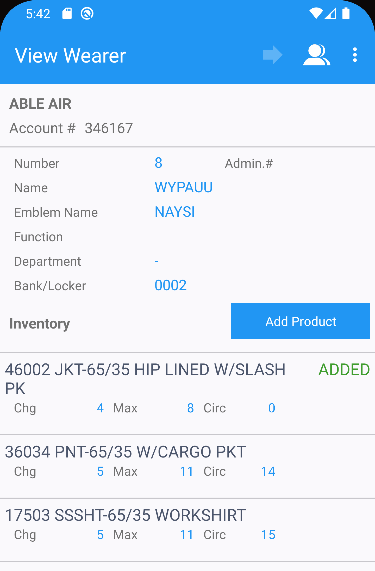 5:42
View Wearer
ABLE AIR
Account # 346167
Number 8 Admin.#
Name WYPAUU
Emblem Name NAYSI
Function
Department -
Bank/Locker 0002
Inventory Add Product
46002 JKT-65/35 HIP LINED W/SLASH ADDED
PK
Chg 4 Max 8 Circ 0
36034 PNT-65/35 W/CARGO PKT
Chg 5 Max 11 Circ 14
17503 SSSHT-65/35 WORKSHIRT
Chg 5 Max 11 Circ 15